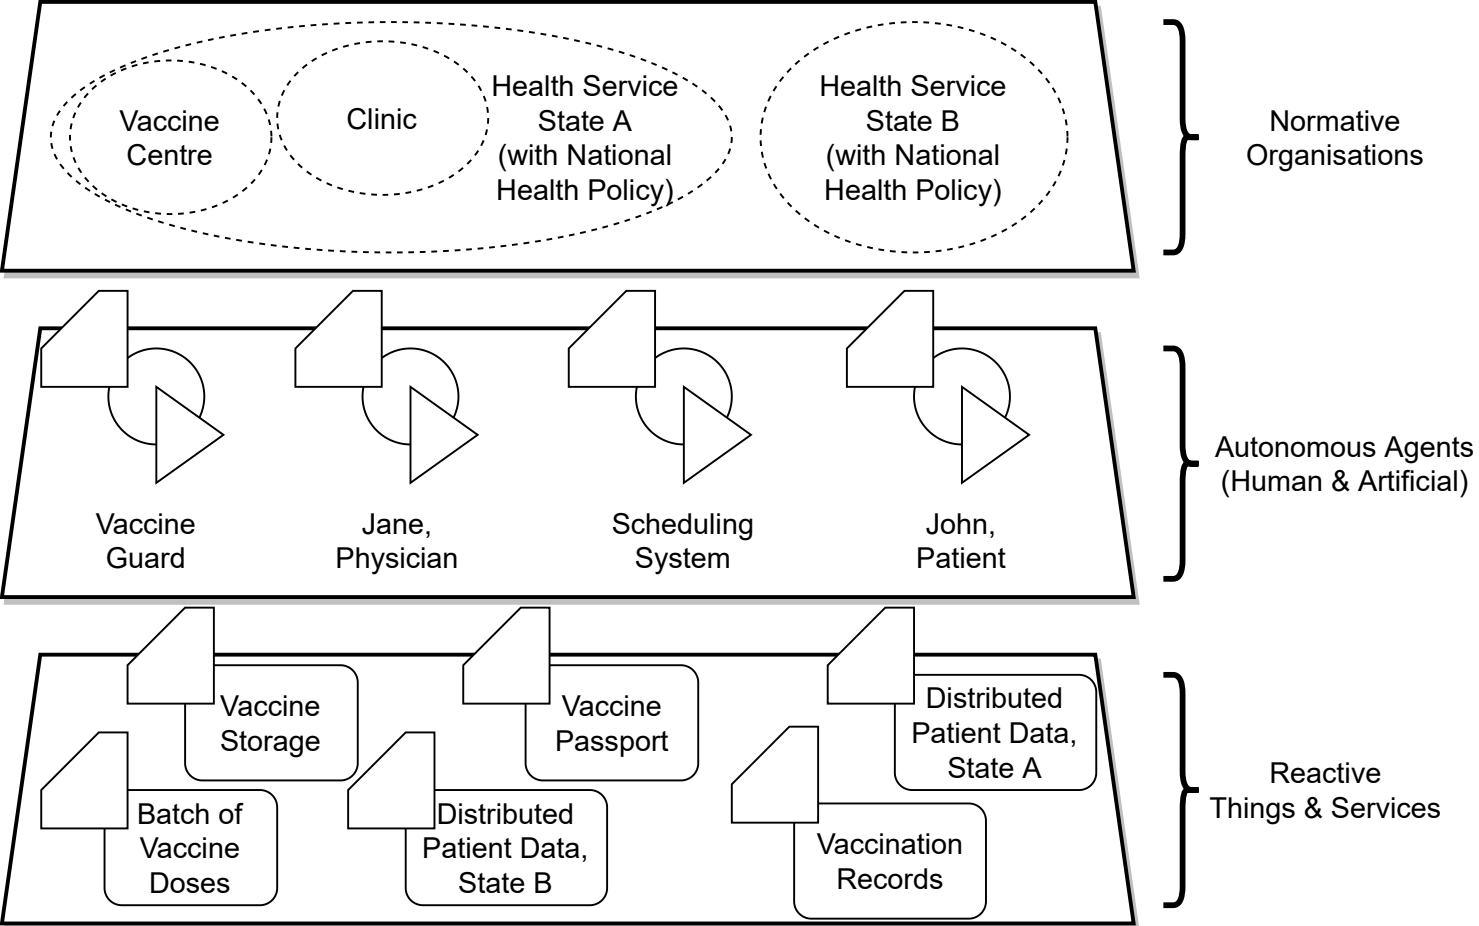 Vaccine
Centre
Clinic
Health Service
State A
(with National
Health Policy)
Health Service
State B
(with National
Health Policy)
Normative
Organisations
Vaccine
Guard
Jane,
Physician
Scheduling
System
John,
Patient
Autonomous Agents
(Human & Artificial)
Vaccine
Storage
Vaccine
Passport
Distributed
Patient Data,
State A
Batch of
Vaccine
Doses
Distributed
Patient Data,
State B
Vaccination
Records
Reactive
Things & Services